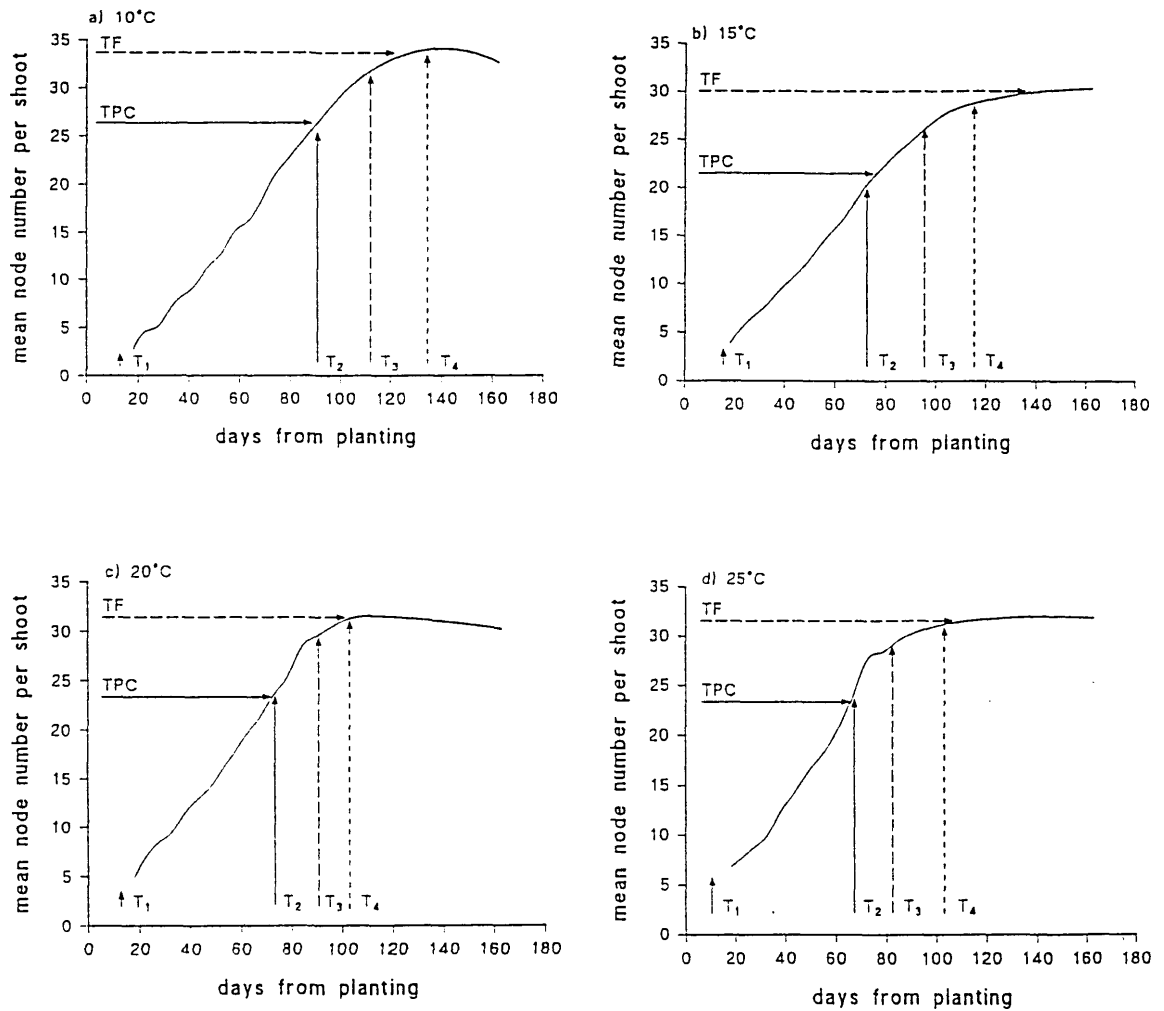 a) 10°C
mean node number per shoot
35
30
25
20
15
10
5
0
TF
TPC
T₁
T₂
T₃
T₄
0 20 40 60 80 100 120 140 160 180
days from planting
b) 15°C
mean node number per shoot
35
30
25
20
15
10
5
0
TF
TPC
T₁
T₂
T₃
T₄
0 20 40 60 80 100 120 140 160 180
days from planting
c) 20°C
mean node number per shoot
35
30
25
20
15
10
5
0
TF
TPC
T₁
T₂
T₃
T₄
0 20 40 60 80 100 120 140 160 180
days from planting
d) 25°C
mean node number per shoot
35
30
25
20
15
10
5
0
TF
TPC
T₁
T₂
T₃
T₄
0 20 40 60 80 100 120 140 160 180
days from planting